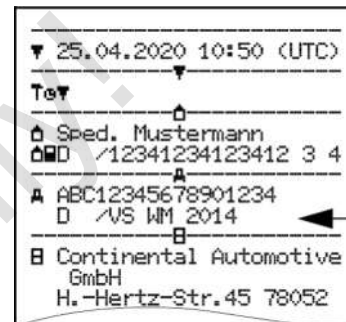 ▼ 25.04.2020 10:50 (UTC)
Sped. Mustermann
D /12341234123412 3 4
ABC12345678901234
D /VS WM 2014
Continental Automotive
GmbH
H.-Hertz-Str.45 78052